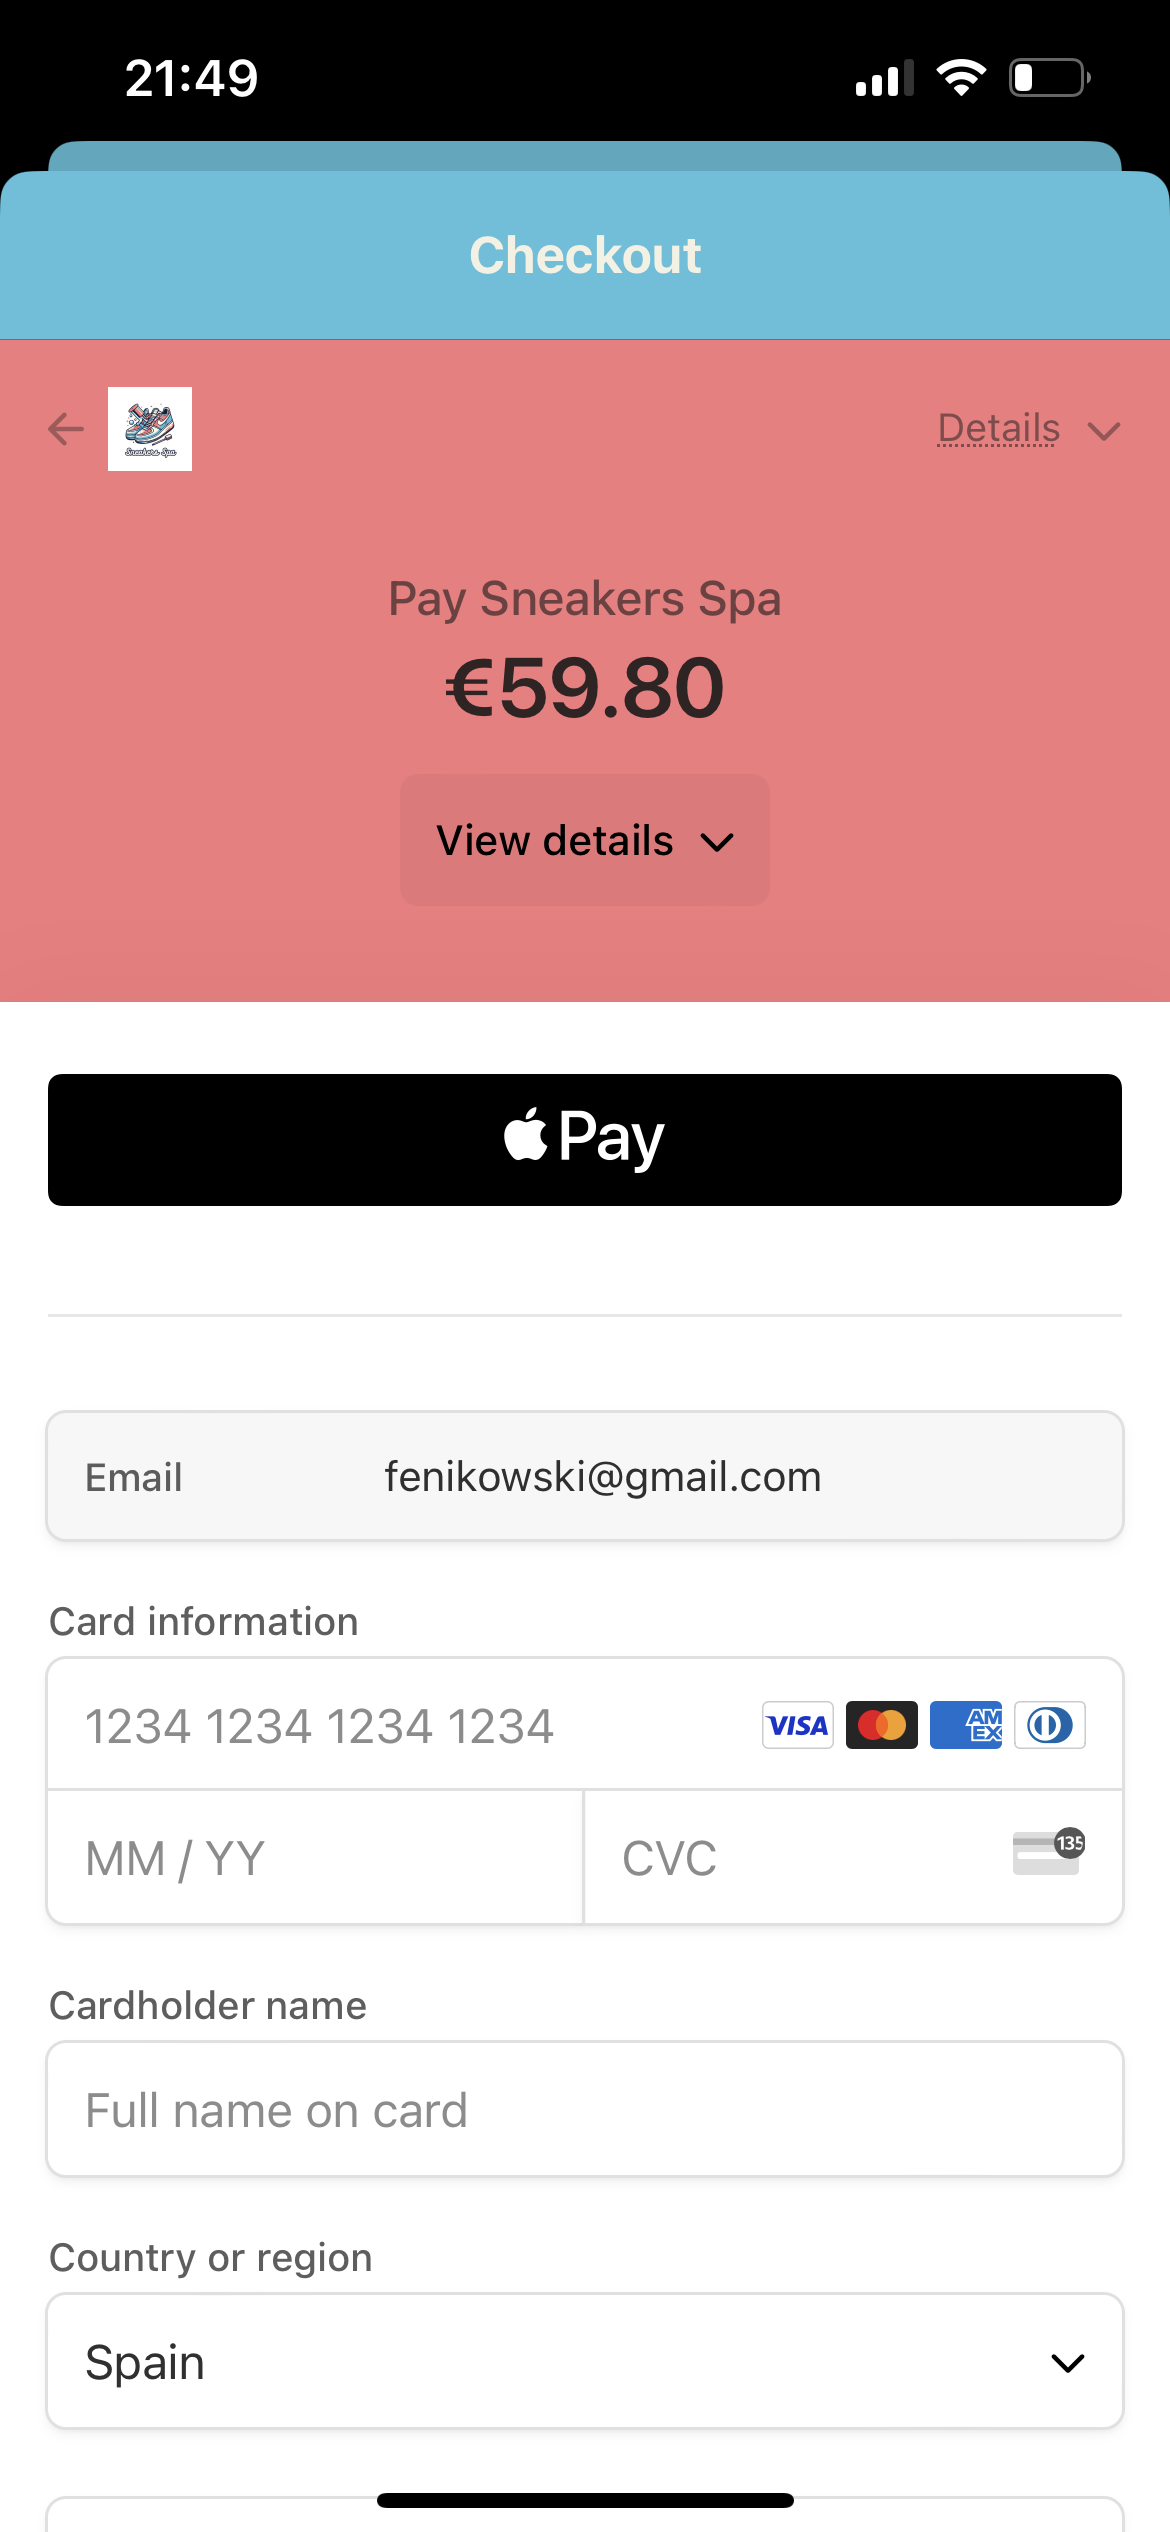 21:49
Checkout
Sneakers Spa
Details
Pay Sneakers Spa
€59.80
View details
Pay
Email fenikowski@gmail.com
Card information
1234 1234 1234 1234 VISA AM EX
MM / YY CVC 135
Cardholder name
Full name on card
Country or region
Spain